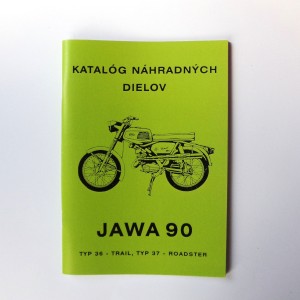 KATALÓG NÁHRADNÝCH
DIELOV
JAWA 90
TYP 36 - TRAIL, TYP 37 - ROADSTER